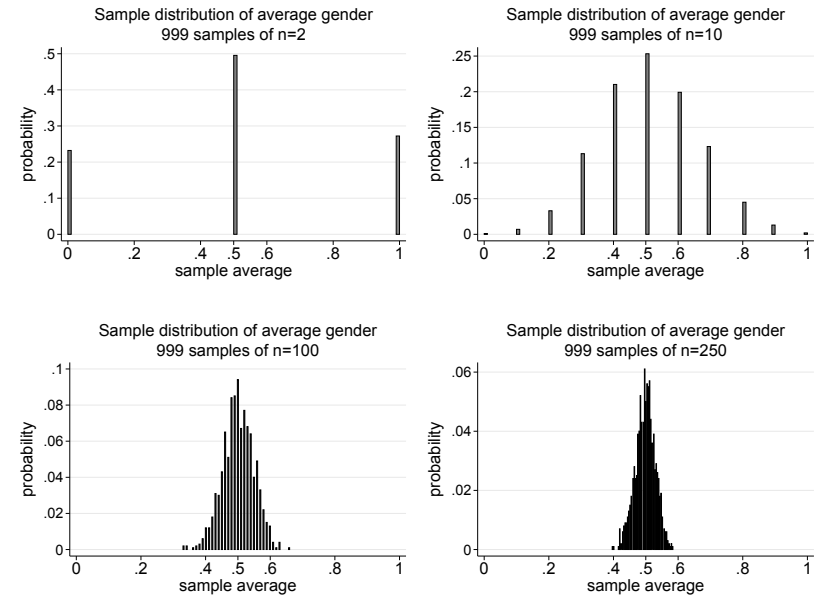 Sample distribution of average gender
999 samples of n=2
.5
.4
.3
.2
.1
0
probability
0 .2 .4 .5 .6 .8 1
sample average
Sample distribution of average gender
999 samples of n=10
.25
.2
.15
.1
.05
0
probability
0 .2 .4 .5 .6 .8 1
sample average
Sample distribution of average gender
999 samples of n=100
.1
.08
.06
.04
.02
0
probability
0 .2 .4 .5 .6 .8 1
sample average
Sample distribution of average gender
999 samples of n=250
.06
.04
.02
0
probability
0 .2 .4 .5 .6 .8 1
sample average